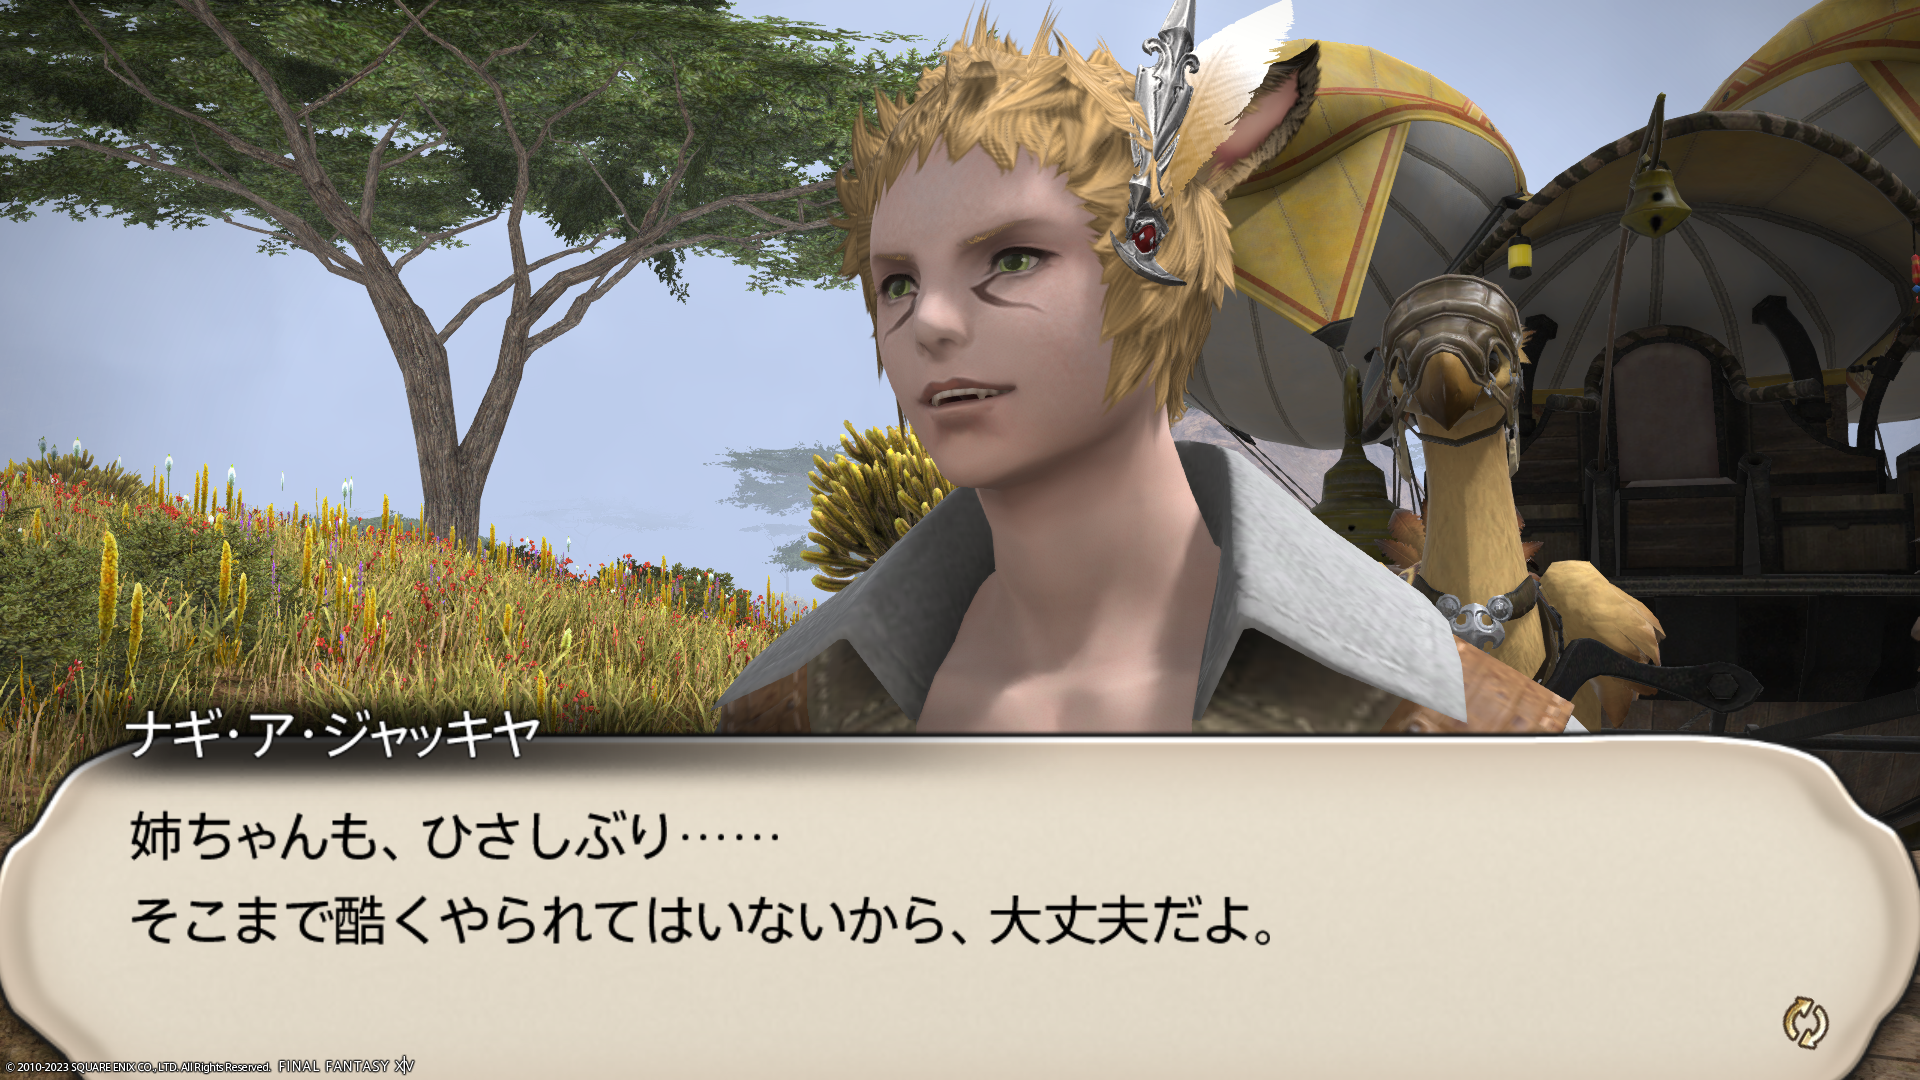 ナギ・ア・ジャッキヤ
姉ちゃんも、ひさしぶり……
そこまで酷くやられてはいないから、大丈夫だよ。
© 2010-2023 SQUARE ENIX CO., LTD. All Rights Reserved. FINAL FANTASY XIV